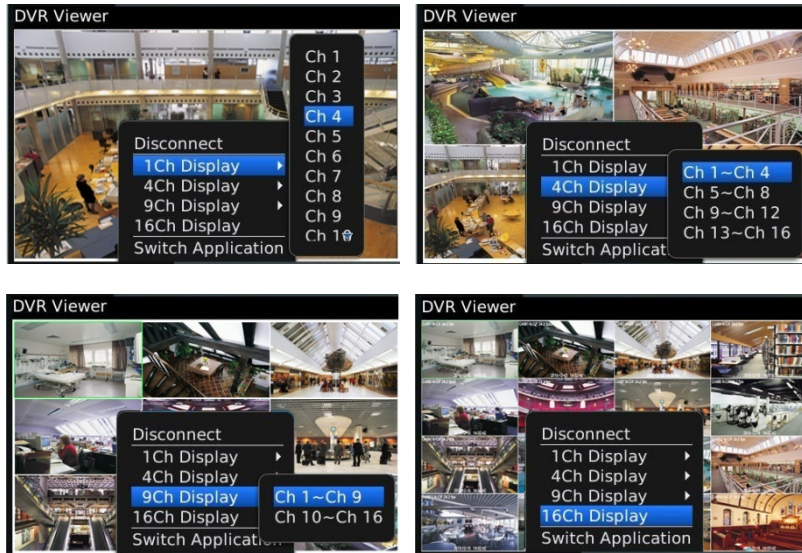 DVR Viewer
Ch 1
Ch 2
Ch 3
Ch 4
Ch 5
Ch 6
Ch 7
Ch 8
Ch 9
Disconnect
1Ch Display
4Ch Display
9Ch Display
16Ch Display
Switch Application
DVR Viewer
Disconnect
1Ch Display
4Ch Display
9Ch Display
16Ch Display
Switch Applicat
Ch 1~Ch 4
Ch 5~Ch 8
Ch 9~Ch 12
Ch 13~Ch 16
DVR Viewer
Disconnect
1Ch Display
4Ch Display
9Ch Display
16Ch Display
Switch Application
Ch 1~Ch 9
Ch 10~Ch 16
DVR Viewer
Disconnect
1Ch Display
4Ch Display
9Ch Display
16Ch Display
Switch Application